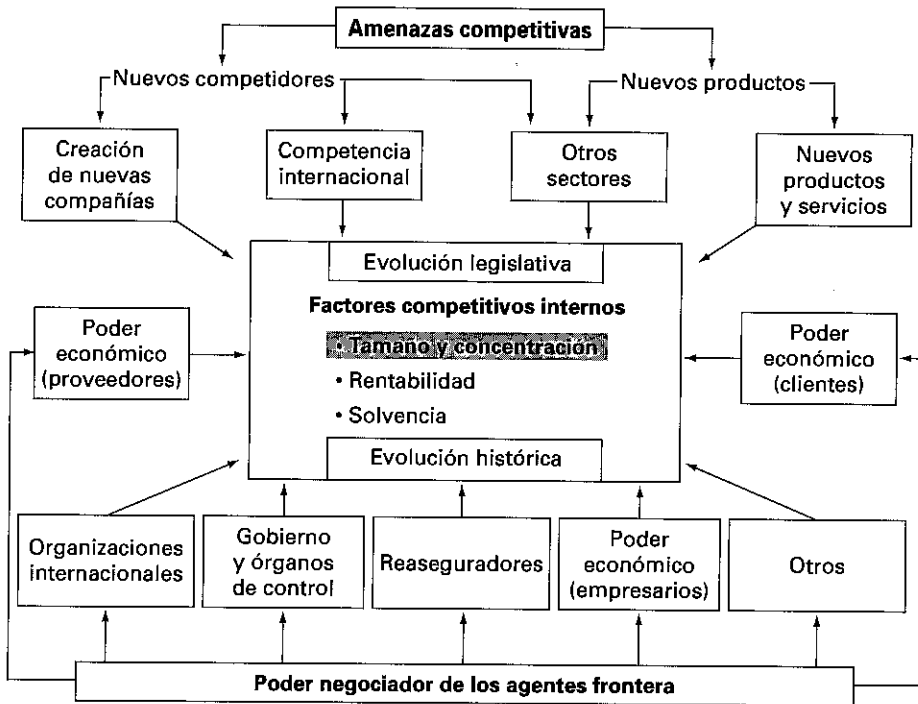 Amenazas competitivas
Nuevos competidores
Nuevos productos
Creación
de nuevas
compañías
Competencia
internacional
Otros
sectores
Nuevos
productos
y servicios
Evolución legislativa
Factores competitivos internos
• Tamaño y concentración
• Rentabilidad
• Solvencia
Evolución histórica
Poder
económico
(proveedores)
Poder
económico
(clientes)
Organizaciones
internacionales
Gobierno
y órganos
de control
Reaseguradores
Poder
económico
(empresarios)
Otros
Poder negociador de los agentes frontera